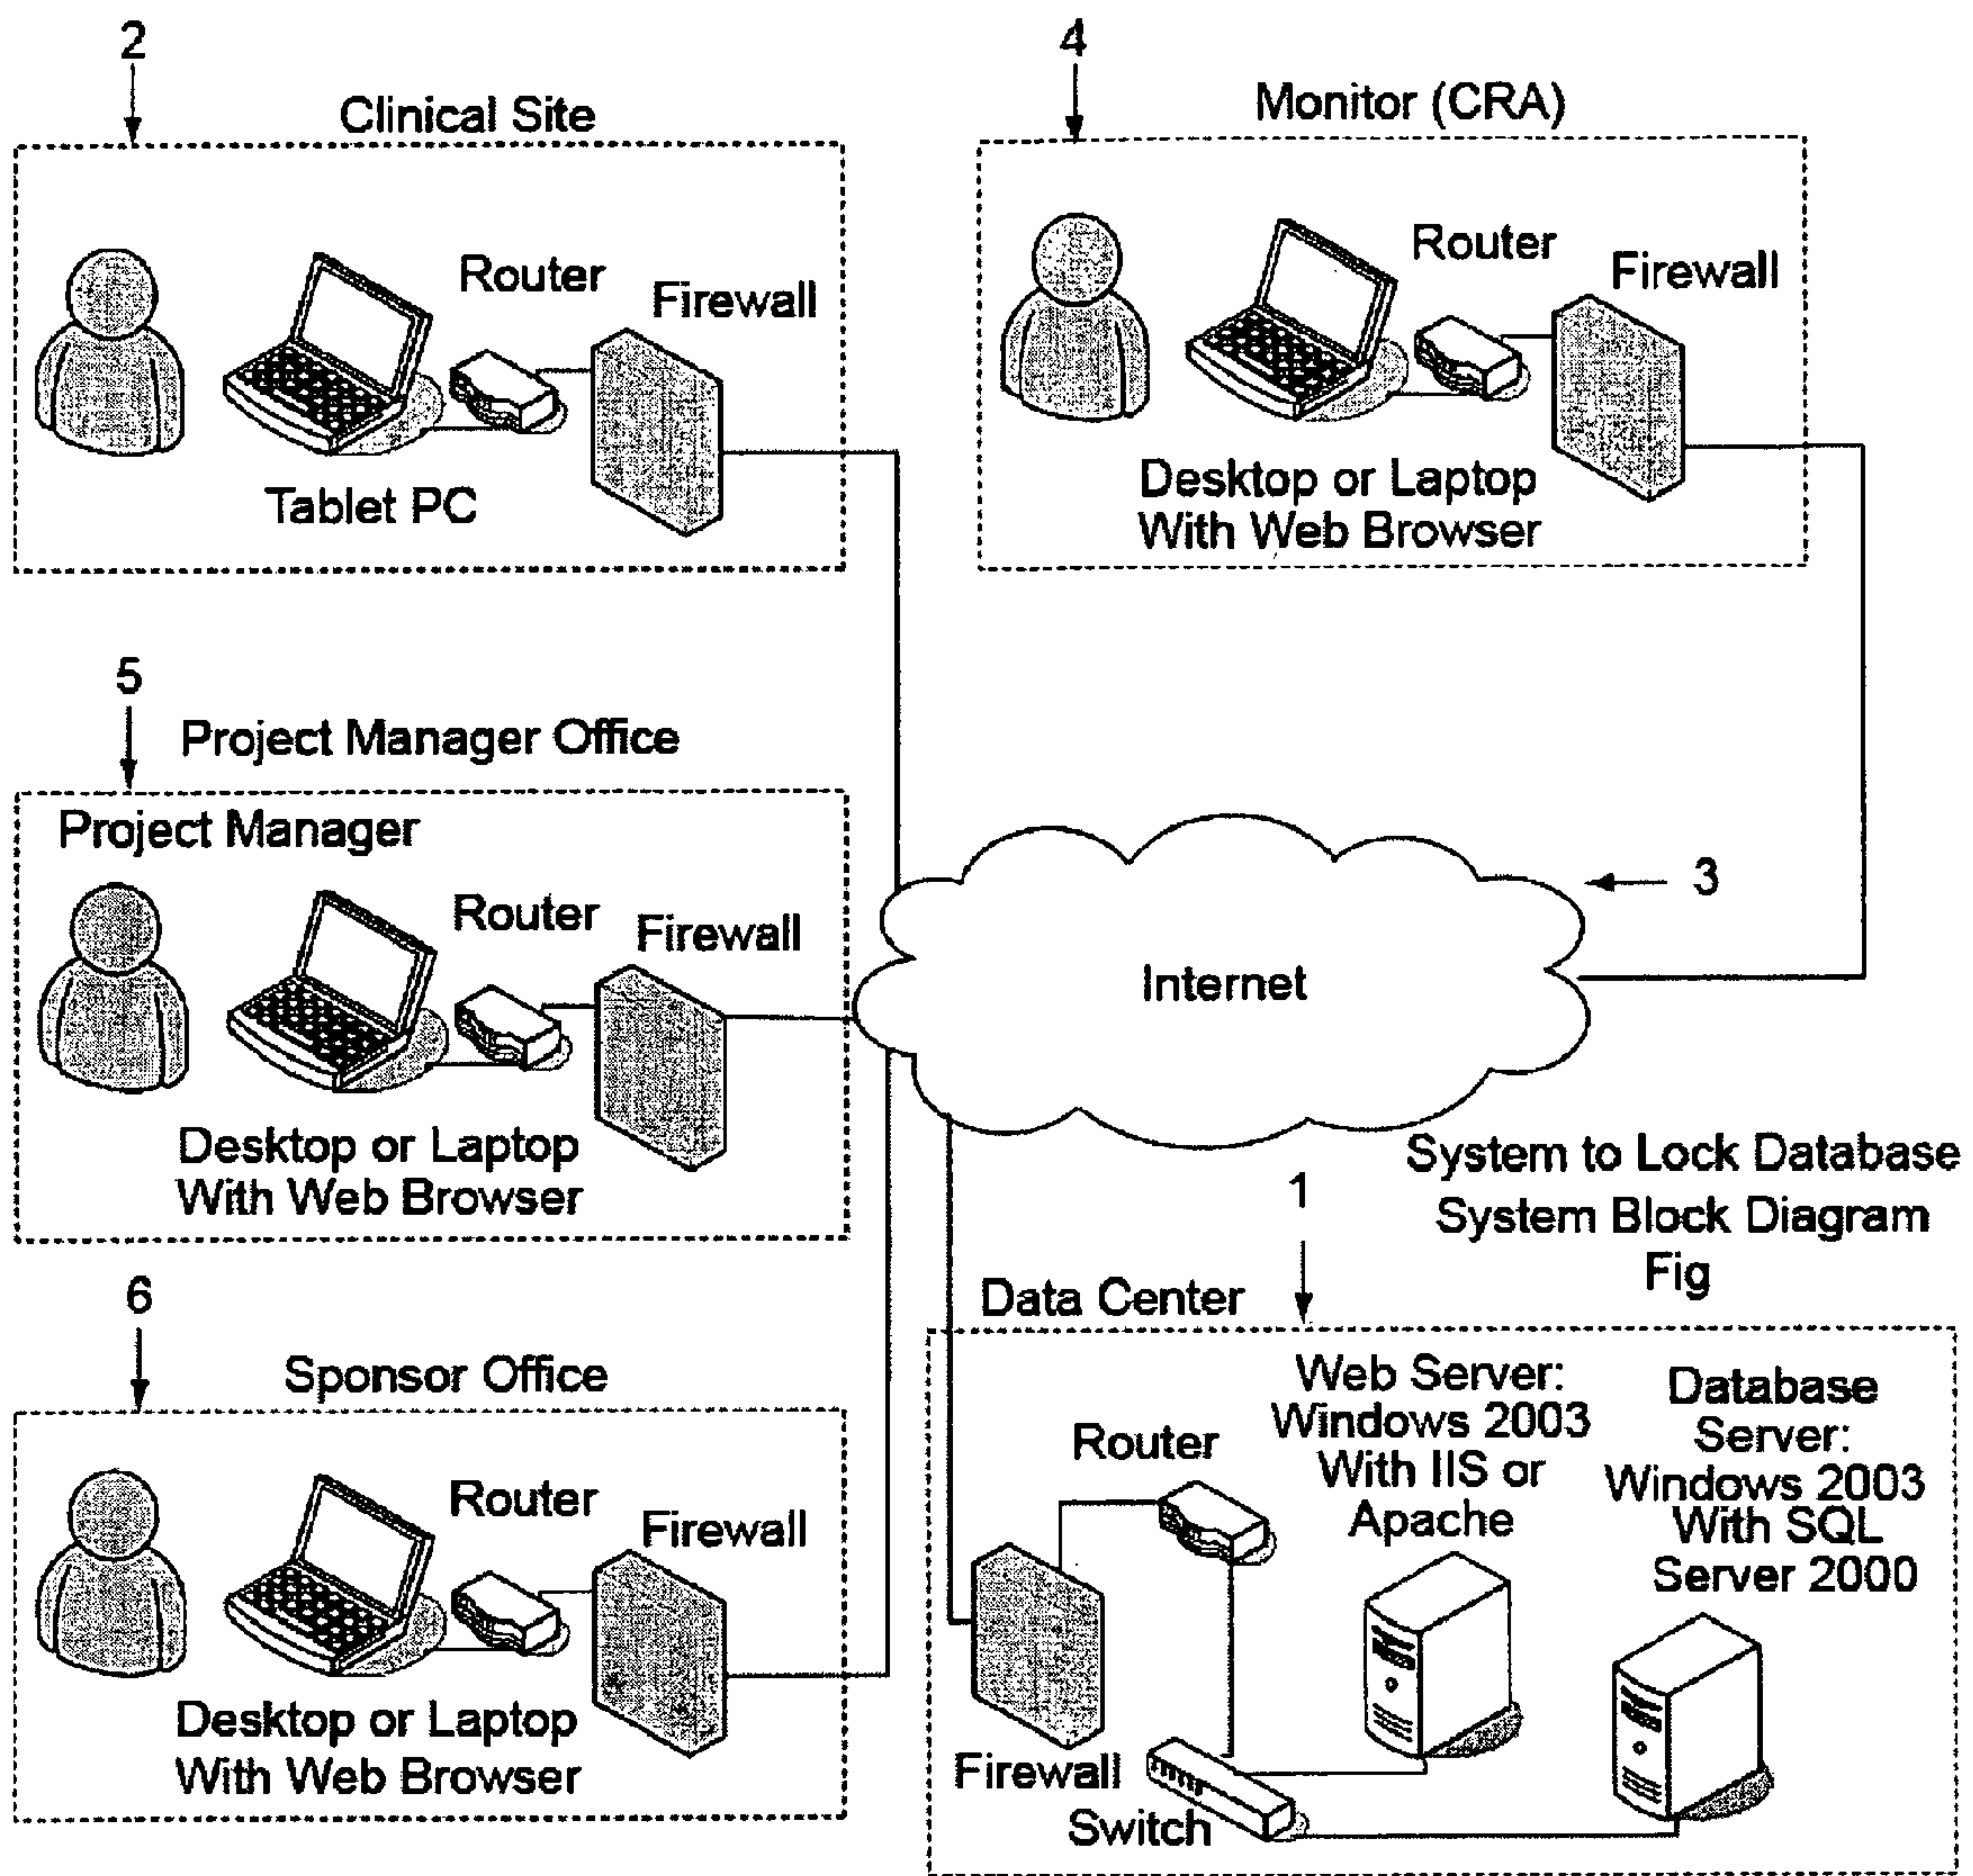 2
Clinical Site
Router
Firewall
Tablet PC
4
Monitor (CRA)
Router
Firewall
Desktop or Laptop
With Web Browser
5
Project Manager Office
Project Manager
Router
Firewall
Desktop or Laptop
With Web Browser
3
Internet
System to Lock Database
System Block Diagram
Fig
6
Sponsor Office
Router
Firewall
Desktop or Laptop
With Web Browser
1
Data Center
Router
Web Server:
Windows 2003
With IIS or
Apache
Database
Server:
Windows 2003
With SQL
Server 2000
Firewall
Switch